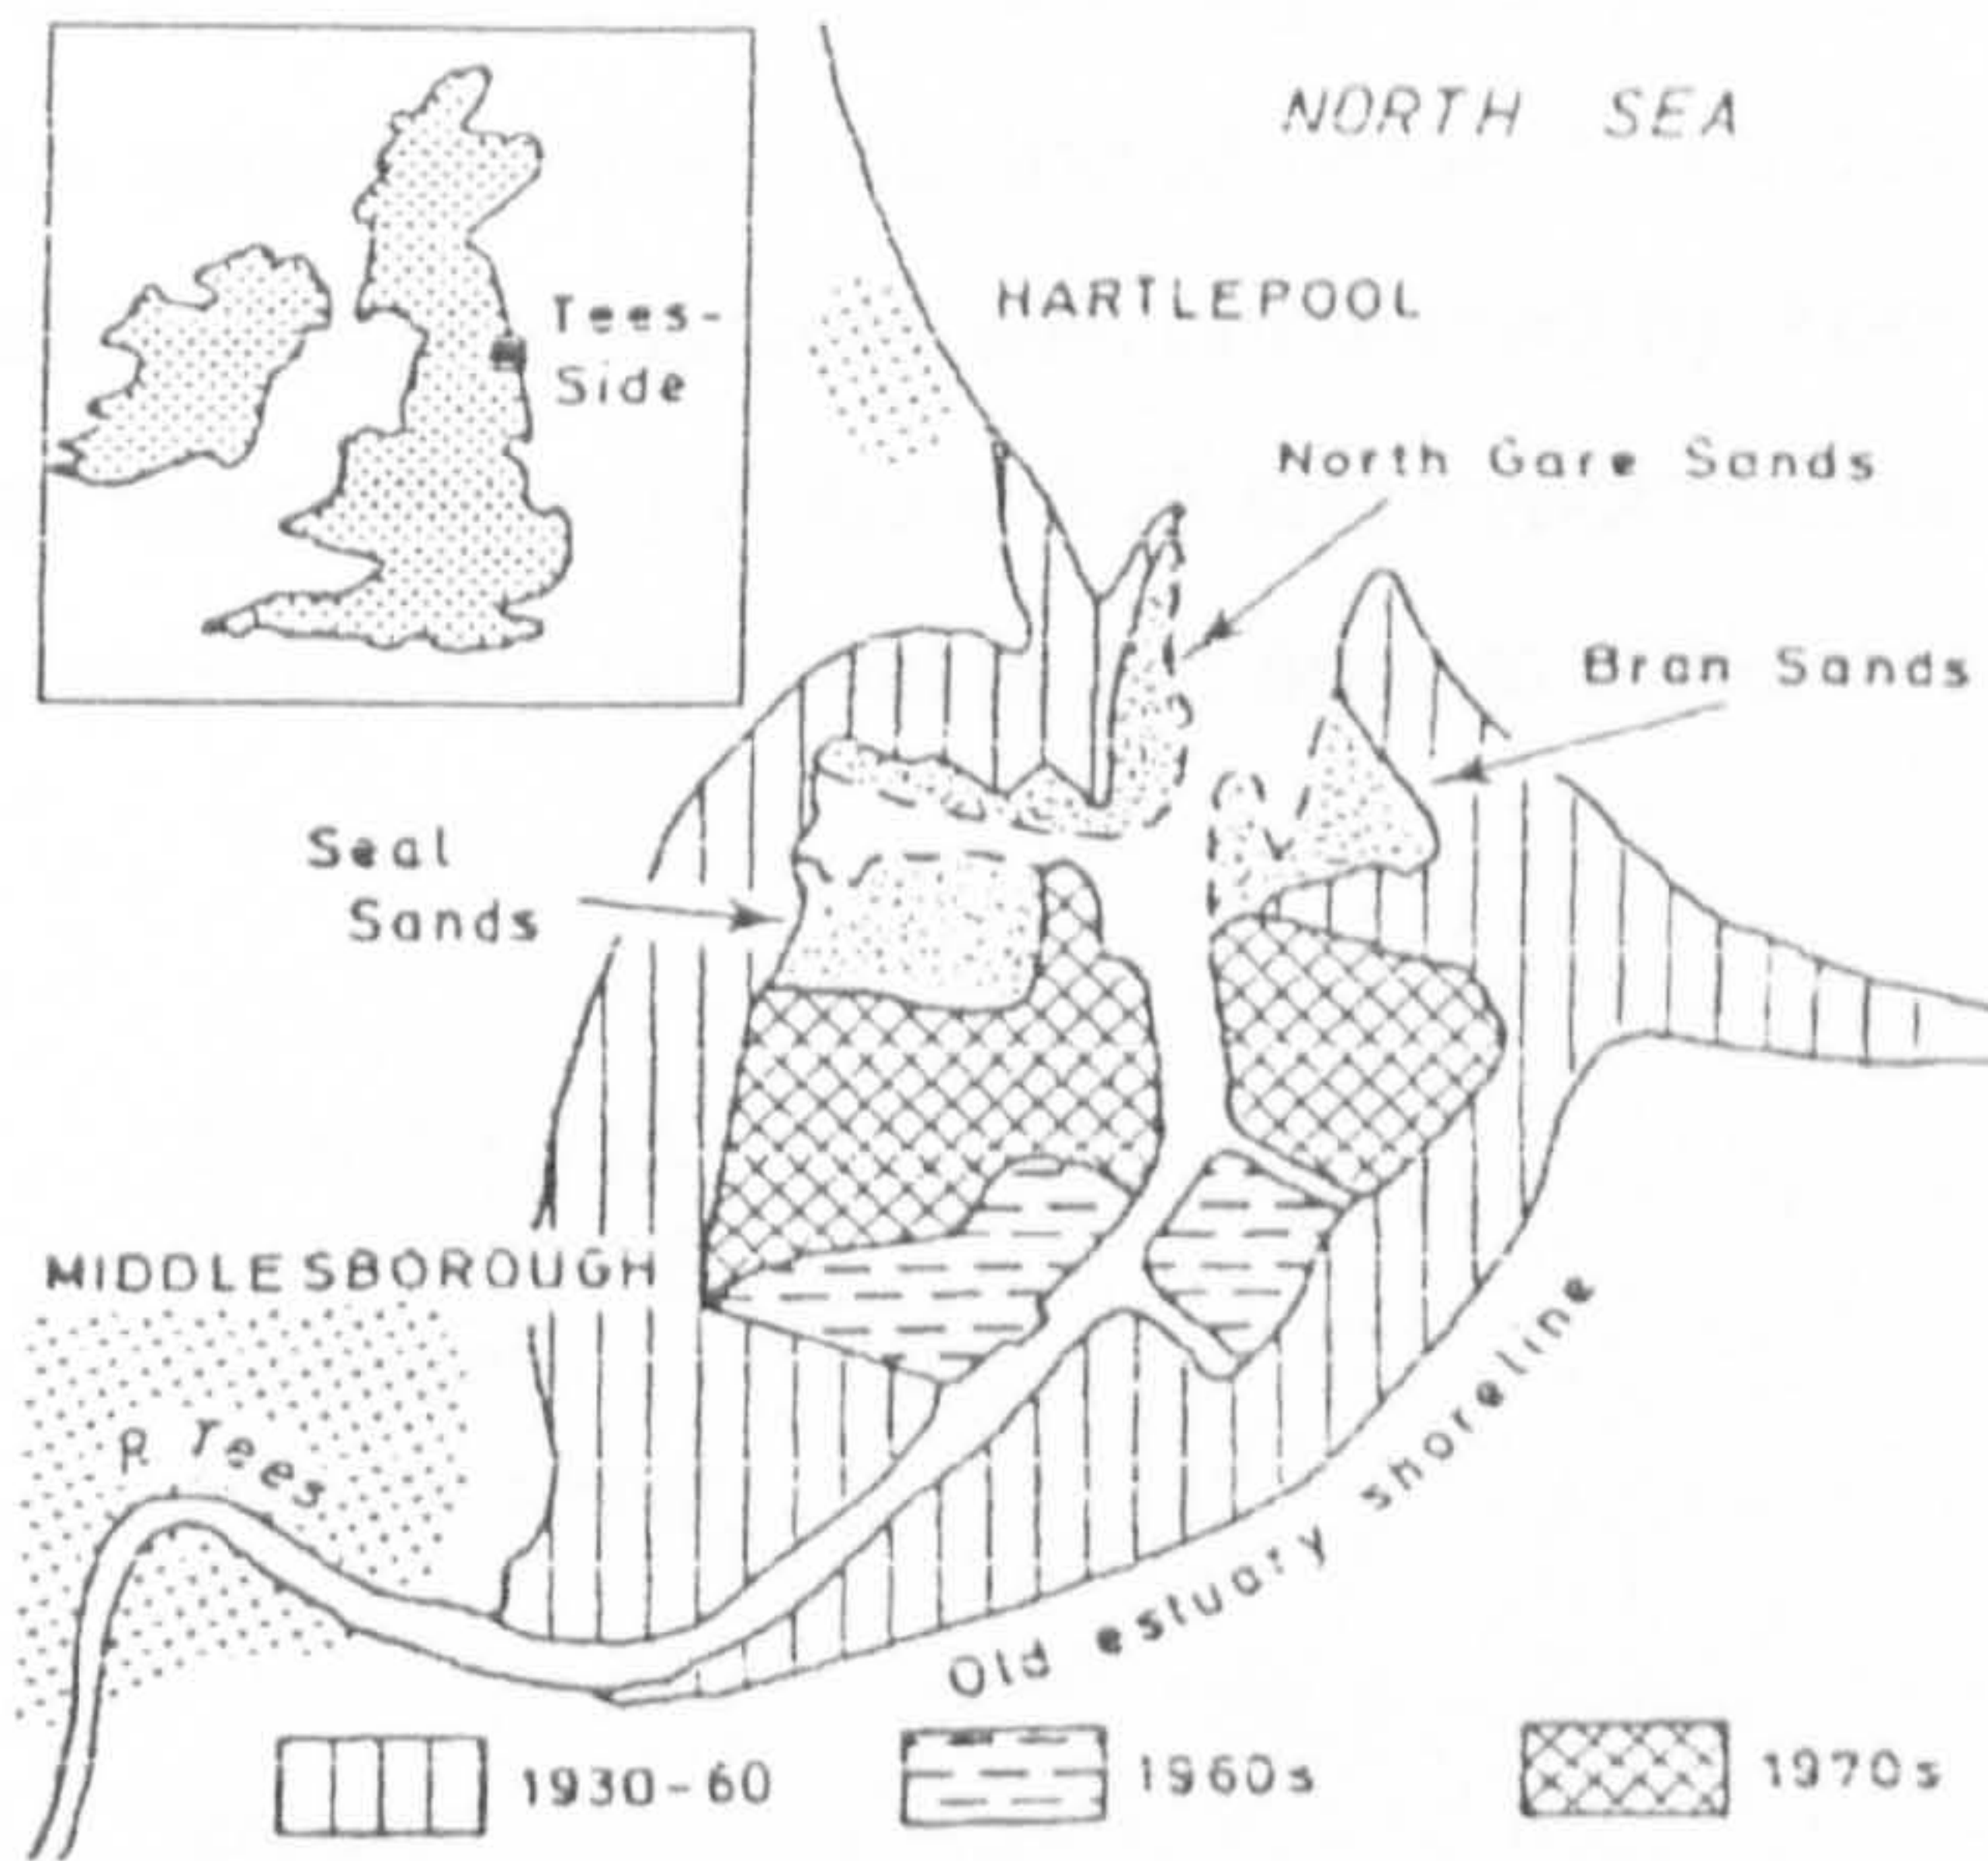 NORTH SEA
Tees-
Side
HARTLEPOOL
North Gare Sands
Bran Sands
Seal
Sands
MIDDLESBOROUGH
R Tees
Old estuary shoreline
1930-60
1960s
1970s